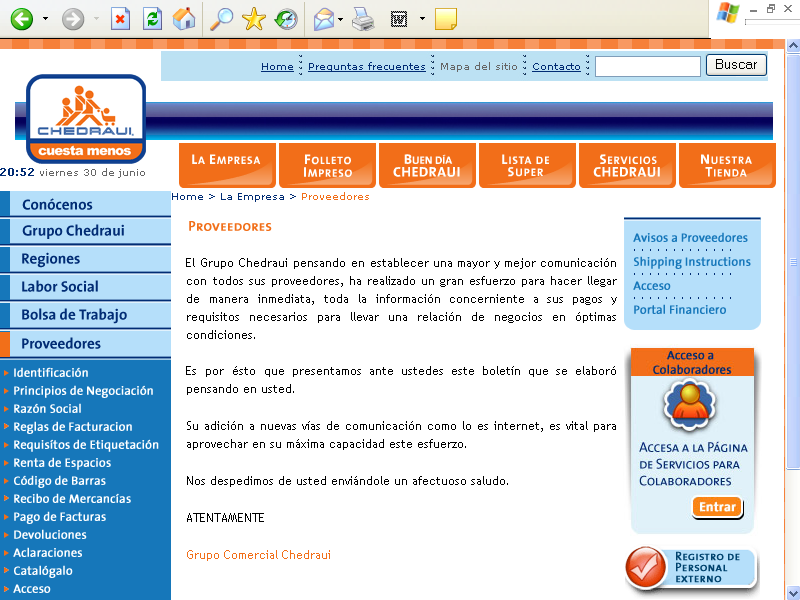 Home Preguntas frecuentes Mapa del sitio Contacto Buscar
CHEDRAUI
cuesta menos
20:52 viernes 30 de junio
LA EMPRESA
FOLLETO
IMPRESO
BUEN DÍA
CHEDRAUI
LISTA DE
SUPER
SERVICIOS
CHEDRAUI
NUESTRA
TIENDA
Home > La Empresa > Proveedores
Conócenos
Grupo Chedraui
Regiones
Labor Social
Bolsa de Trabajo
Proveedores
Identificación
Principios de Negociación
Razón Social
Reglas de Facturacion
Requisítos de Etiquetación
Renta de Espacios
Código de Barras
Recibo de Mercancías
Pago de Facturas
Devoluciones
Aclaraciones
Catalógalo
Acceso
PROVEEDORES
El Grupo Chedraui pensando en establecer una mayor y mejor comunicación
con todos sus proveedores, ha realizado un gran esfuerzo para hacer llegar
de manera inmediata, toda la información concerniente a sus pagos y
requisitos necesarios para llevar una relación de negocios en óptimas
condiciones.
Es por ésto que presentamos ante ustedes este boletín que se elaboró
pensando en usted.
Su adición a nuevas vías de comunicación como lo es internet, es vital para
aprovechar en su máxima capacidad este esfuerzo.
Nos despedimos de usted enviándole un afectuoso saludo.
ATENTAMENTE
Grupo Comercial Chedraui
Avisos a Proveedores
Shipping Instructions
Acceso
Portal Financiero
Acceso a
Colaboradores
ACCESA A LA PÁGINA
DE SERVICIOS PARA
COLABORADORES
Entrar
REGISTRO DE
PERSONAL
EXTERNO